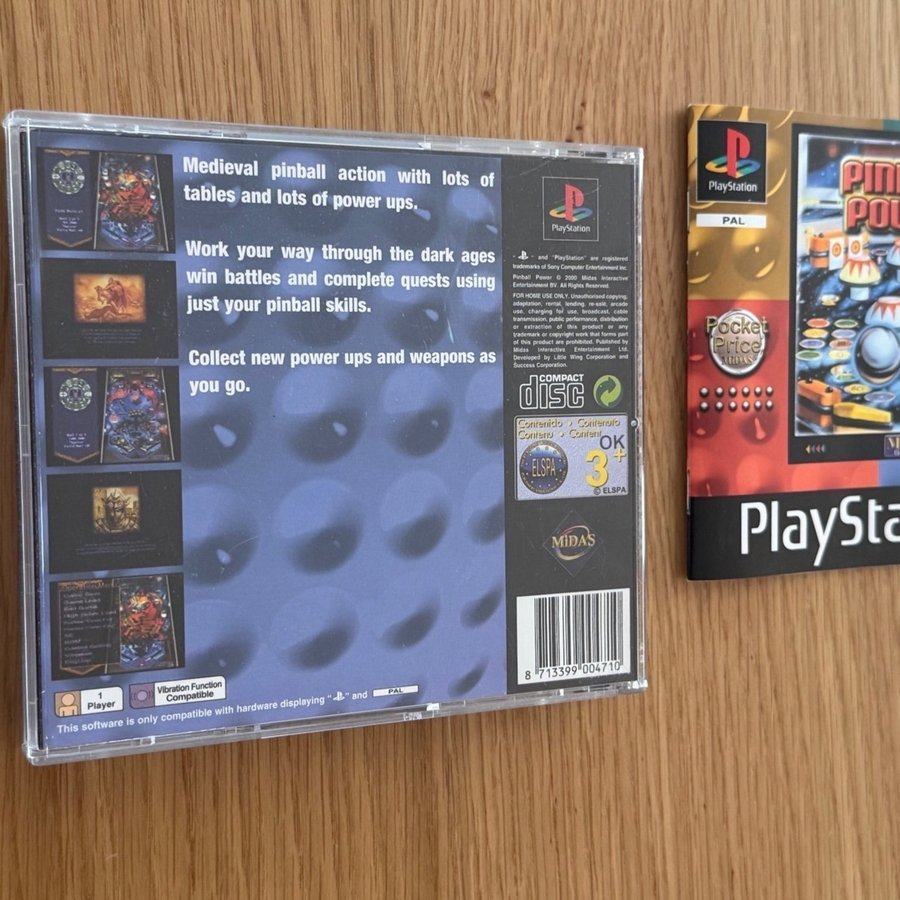 Medieval pinball action with lots of
tables and lots of power ups.
Work your way through the dark ages
win battles and complete quests using
just your pinball skills.
Collect new power ups and weapons as
you go.
1
Player
Vibration Function
Compatible
This software is only compatible with hardware displaying " " and PAL
PlayStation
" " and "PlayStation" are registered
trademarks of Sony Computer Entertainment Inc.
Pinball Power © 2000 Midas Interactive
Entertainment BV. All Rights Reserved.
FOR HOME USE ONLY. Unauthorised copying,
adaptation, rental, lending, re-sale, arcade
use, charging for use, broadcast, cable
transmission, public performance, distribution
or extraction of this product or any
trademark or copyright work that forms part
of this product are prohibited. Published by
Midas Interactive Entertainment Ltd.
Developed by Little Wing Corporation and
Success Corporation.
COMPACT
disc
Contenido • Contenuto
Contenu • Content
ELSPA
OK
3+
© ELSPA
MiDAS
8 713399 004710
PlayStation
PAL
Pocket
Price
MIDAS
PIN
POW
PlaySta